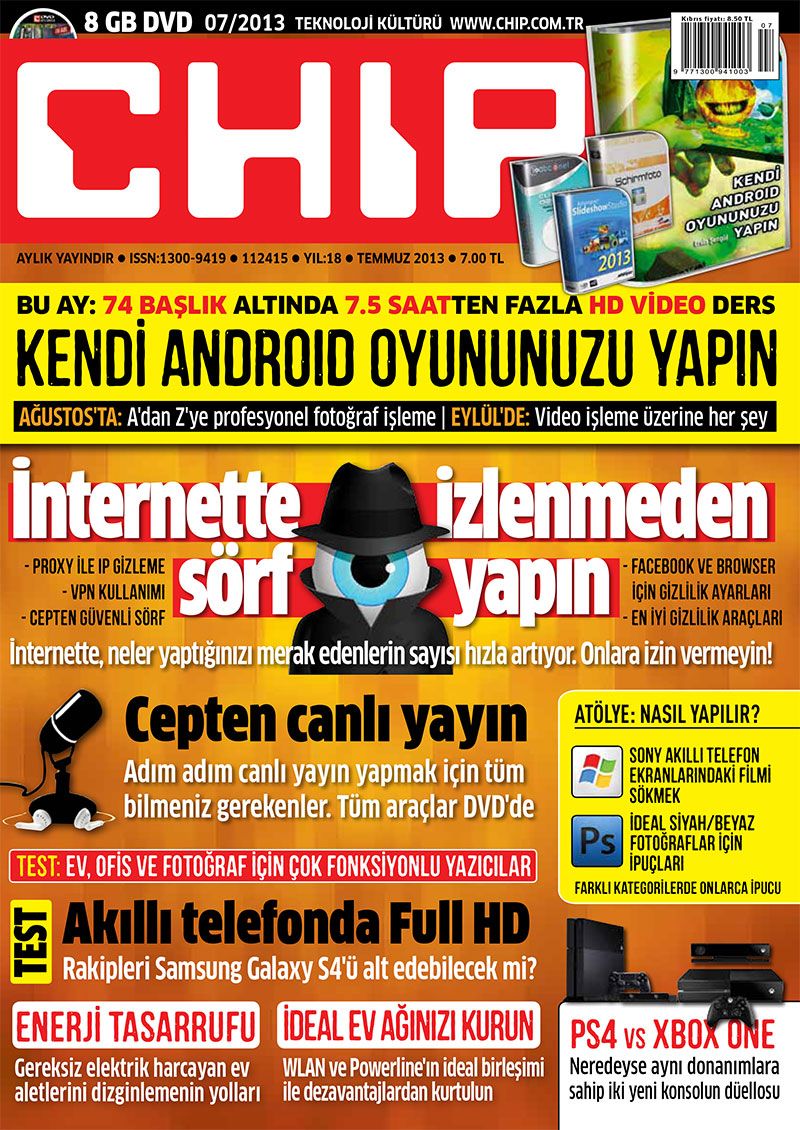 8 GB DVD 07/2013 TEKNOLOJİ KÜLTÜRÜ WWW.CHIP.COM.TR
Kıbrıs fiyatı: 8.50 TL
07
9 771300 941003
CHIP
Schirmfoto
SlideshowStudio
2013
KENDİ
ANDROID
OYUNUNUZU
YAPIN
AYLIK YAYINDIR ● ISSN:1300-9419 ● 112415 ● YIL:18 ● TEMMUZ 2013 ● 7.00 TL
BU AY: 74 BAŞLIK ALTINDA 7.5 SAATTEN FAZLA HD VİDEO DERS
KENDİ ANDROID OYUNUNUZU YAPIN
AĞUSTOS'TA: A'dan Z'ye profesyonel fotoğraf işleme | EYLÜL'DE: Video işleme üzerine her şey
İnternette izlenmeden
sörf yapın
- PROXY İLE IP GİZLEME
- VPN KULLANIMI
- CEPTEN GÜVENLİ SÖRF
- FACEBOOK VE BROWSER
İÇİN GİZLİLİK AYARLARI
- EN İYİ GİZLİLİK ARAÇLARI
İnternette, neler yaptığınızı merak edenlerin sayısı hızla artıyor. Onlara izin vermeyin!
Cepten canlı yayın
Adım adım canlı yayın yapmak için tüm
bilmeniz gerekenler. Tüm araçlar DVD'de
ATÖLYE: NASIL YAPILIR?
SONY AKILLI TELEFON
EKRANLARINDAKİ FİLMİ
SÖKMEK
Ps
İDEAL SİYAH/BEYAZ
FOTOĞRAFLAR İÇİN
İPUÇLARI
FARKLI KATEGORİLERDE ONLARCA İPUCU
TEST: EV, OFİS VE FOTOĞRAF İÇİN ÇOK FONKSİYONLU YAZICILAR
TEST
Akıllı telefonda Full HD
Rakipleri Samsung Galaxy S4'ü alt edebilecek mi?
ENERJİ TASARRUFU
Gereksiz elektrik harcayan ev
aletlerini dizginlemenin yolları
İDEAL EV AĞINIZI KURUN
WLAN ve Powerline'ın ideal birleşimi
ile dezavantajlardan kurtulun
PS4 VS XBOX ONE
Neredeyse aynı donanımlara
sahip iki yeni konsolun düellosu